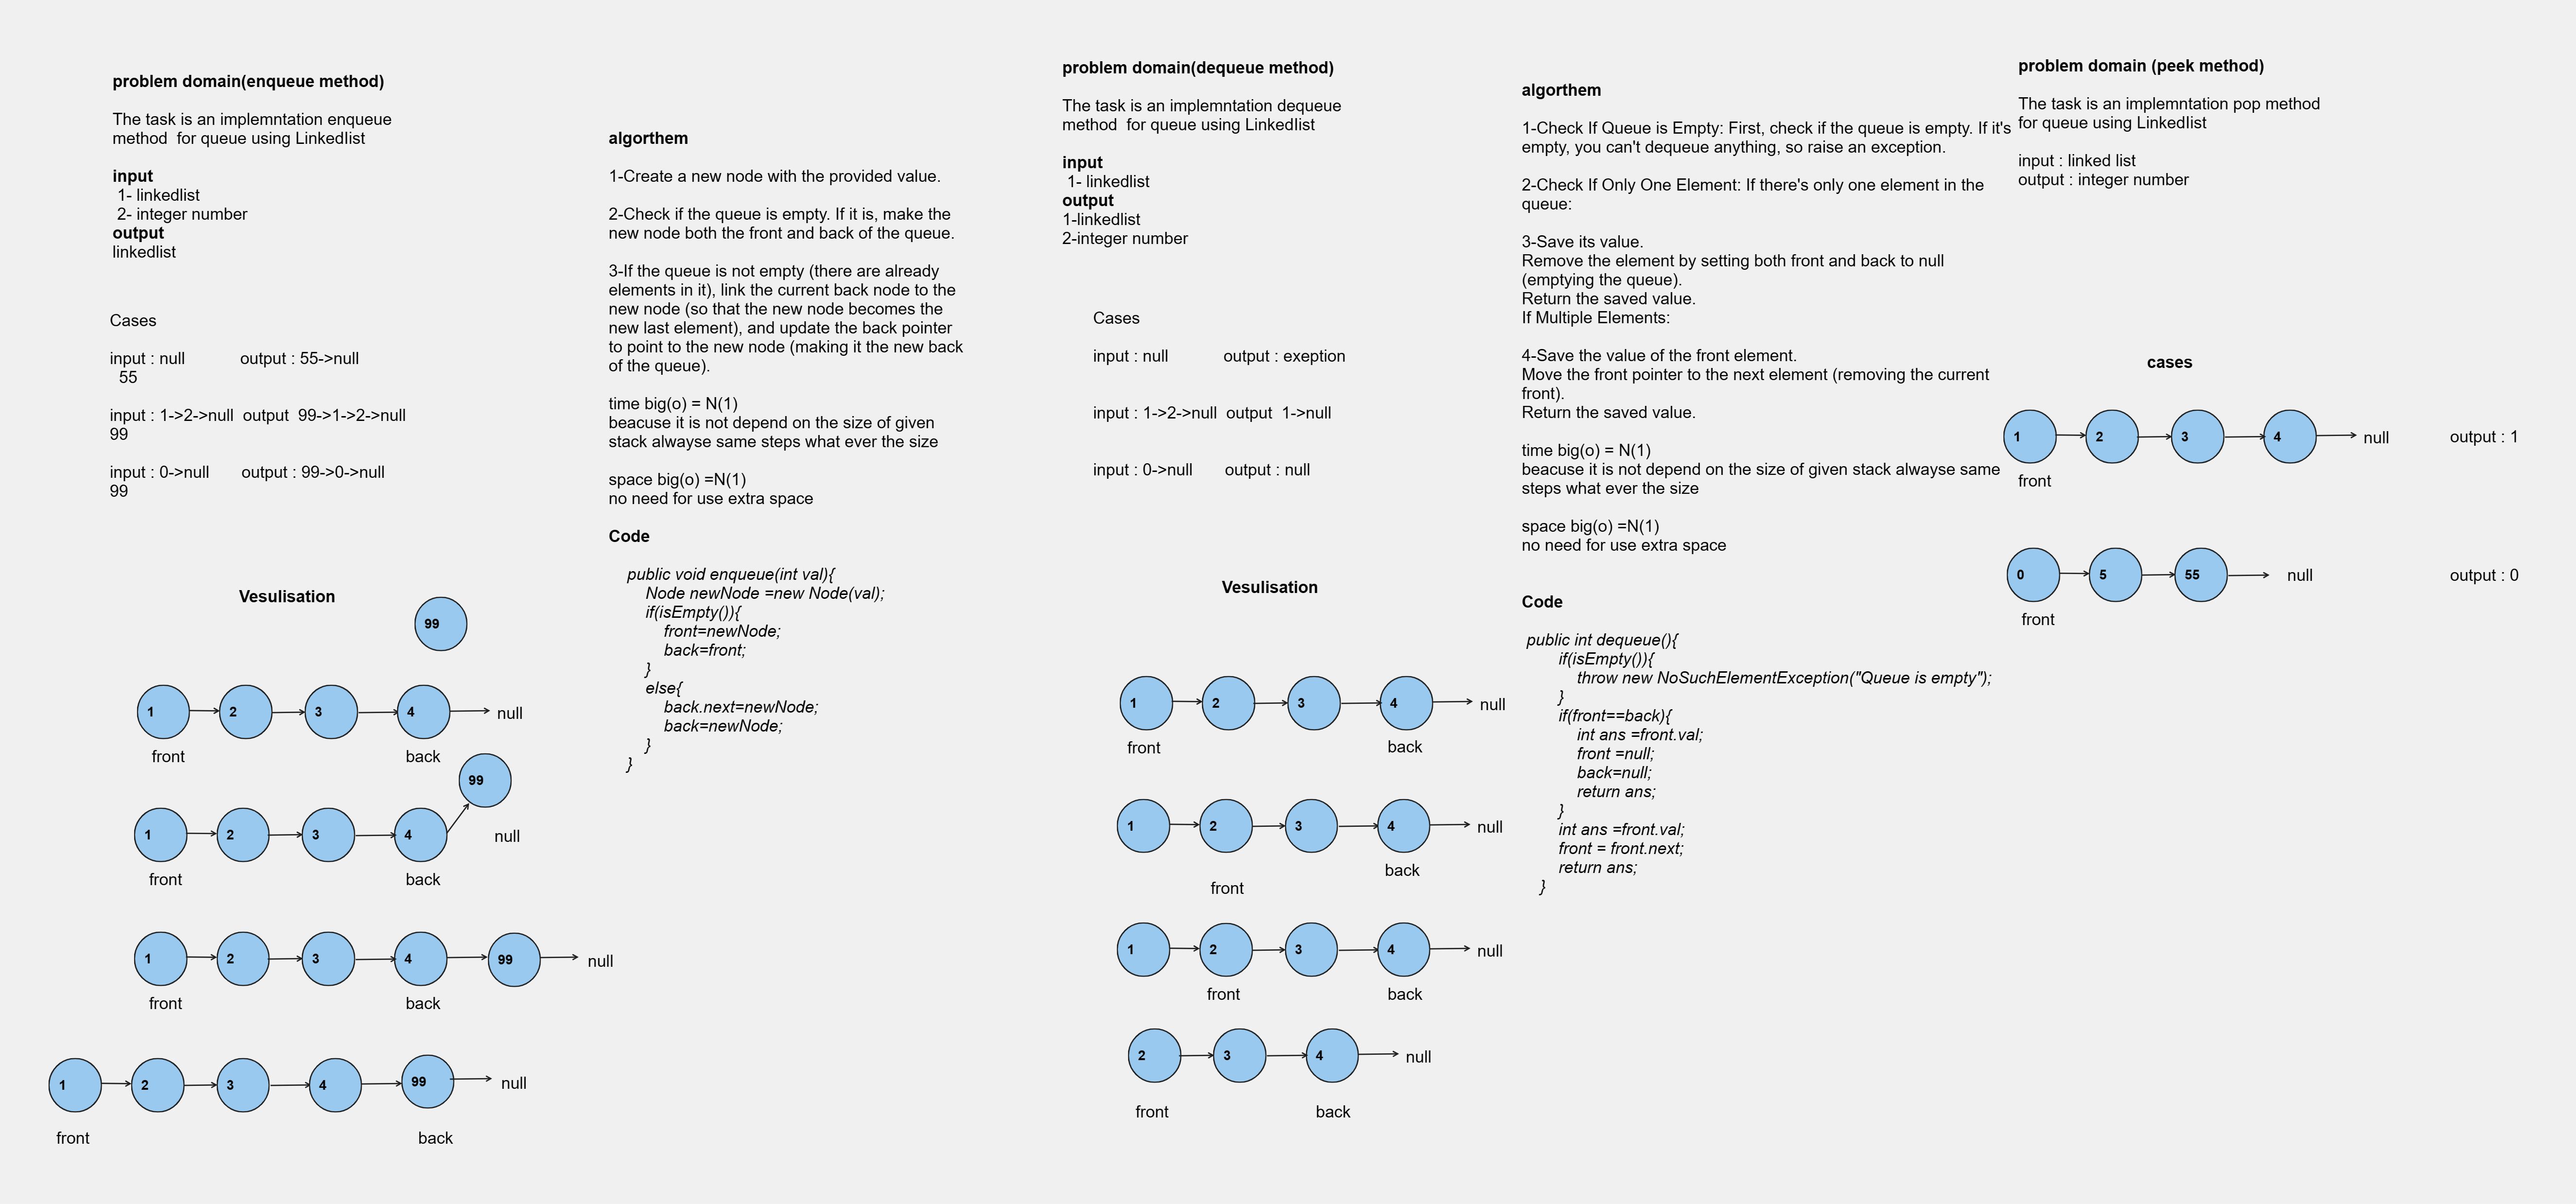 problem domain(enqueue method)
The task is an implemntation enqueue
method  for queue using LinkedIist
input
1- linkedlist
2- integer number
output
linkedlist
Cases
input : null output : 55->null
55
input : 1->2->null output 99->1->2->null
99
input : 0->null output : 99->0->null
99
Vesulisation
99
1 2 3 4 null
front back
99
1 2 3 4 null
front back
1 2 3 4 99 null
front back
1 2 3 4 99 null
front back
algorthem
1-Create a new node with the provided value.
2-Check if the queue is empty. If it is, make the
new node both the front and back of the queue.
3-If the queue is not empty (there are already
elements in it), link the current back node to the
new node (so that the new node becomes the
new last element), and update the back pointer
to point to the new node (making it the new back
of the queue).
time big(o) = N(1)
beacuse it is not depend on the size of given
stack alwayse same steps what ever the size
space big(o) =N(1)
no need for use extra space
Code
public void enqueue(int val){
Node newNode =new Node(val);
if(isEmpty()){
front=newNode;
back=front;
}
else{
back.next=newNode;
back=newNode;
}
}
problem domain(dequeue method)
The task is an implemntation dequeue
method  for queue using LinkedIist
input
1- linkedlist
output
1-linkedlist
2-integer number
Cases
input : null output : exeption
input : 1->2->null output 1->null
input : 0->null output : null
Vesulisation
1 2 3 4 null
front back
1 2 3 4 null
back
front
1 2 3 4 null
front back
2 3 4 null
front back
algorthem
1-Check If Queue is Empty: First, check if the queue is empty. If it's
empty, you can't dequeue anything, so raise an exception.
2-Check If Only One Element: If there's only one element in the
queue:
3-Save its value.
Remove the element by setting both front and back to null
(emptying the queue).
Return the saved value.
If Multiple Elements:
4-Save the value of the front element.
Move the front pointer to the next element (removing the current
front).
Return the saved value.
time big(o) = N(1)
beacuse it is not depend on the size of given stack alwayse same
steps what ever the size
space big(o) =N(1)
no need for use extra space
Code
public int dequeue(){
if(isEmpty()){
throw new NoSuchElementException("Queue is empty");
}
if(front==back){
int ans =front.val;
front =null;
back=null;
return ans;
}
int ans =front.val;
front = front.next;
return ans;
}
problem domain (peek method)
The task is an implemntation pop method
for queue using LinkedIist
input : linked list
output : integer number
cases
1 2 3 4 null output : 1
front
0 5 55 null output : 0
front